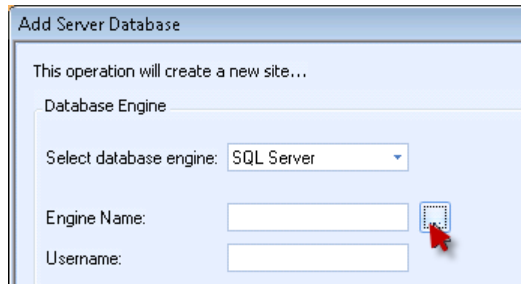 Add Server Database
This operation will create a new site...
Database Engine
Select database engine: SQL Server
Engine Name:
Username: